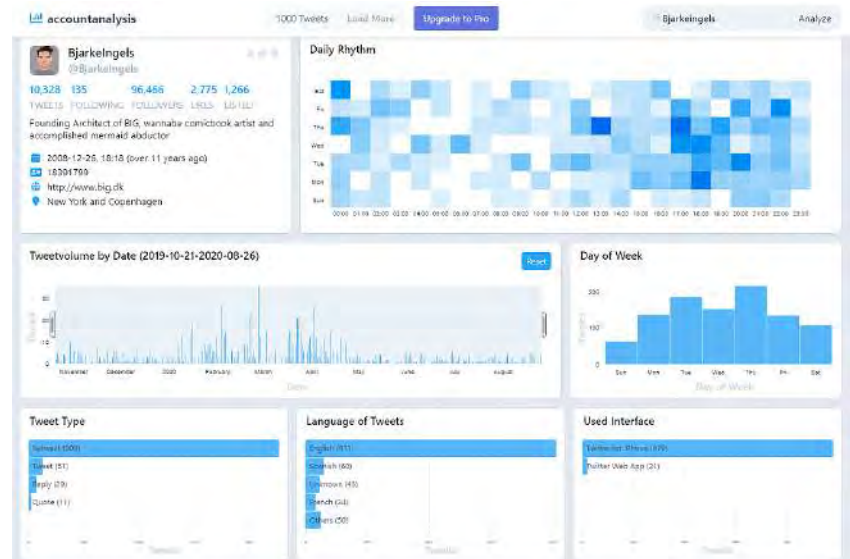 accountanalysis
1000 Tweets
Load More
Upgrade to Pro
Bjarkeingels
Analyze
BjarkeIngels
@BjarkeIngels
10,328 135 96,466 2,775 1,266
TWEETS FOLLOWING FOLLOWERS LIKES LISTED
Founding Architect of BIG, wannabe comicbook artist and
accomplished mermaid abductor
2008-12-26, 18:18 (over 11 years ago)
18301799
http://www.big.dk
New York and Copenhagen
Daily Rhythm
Sat
Fri
Thu
Wed
Tue
Mon
Sun
00:00 01:00 02:00 03:00 04:00 05:00 06:00 07:00 08:00 09:00 10:00 11:00 12:00 13:00 14:00 15:00 16:00 17:00 18:00 19:00 20:00 21:00 22:00 23:00
Tweetvolume by Date (2019-10-21-2020-08-26)
Reset
Tweets
0
November December 2020 February March April May June July August
Date
Day of Week
Tweets
100
0
Sun Mon Tue Wed Thu Fri Sat
Day of Week
Tweet Type
Tweet (51)
Reply (29)
Quote (11)
Tweets
Language of Tweets
English (811)
Spanish (60)
Unknown (45)
French (34)
Others (50)
Tweets
Used Interface
Twitter for iPhone (979)
Twitter Web App (21)
Tweets